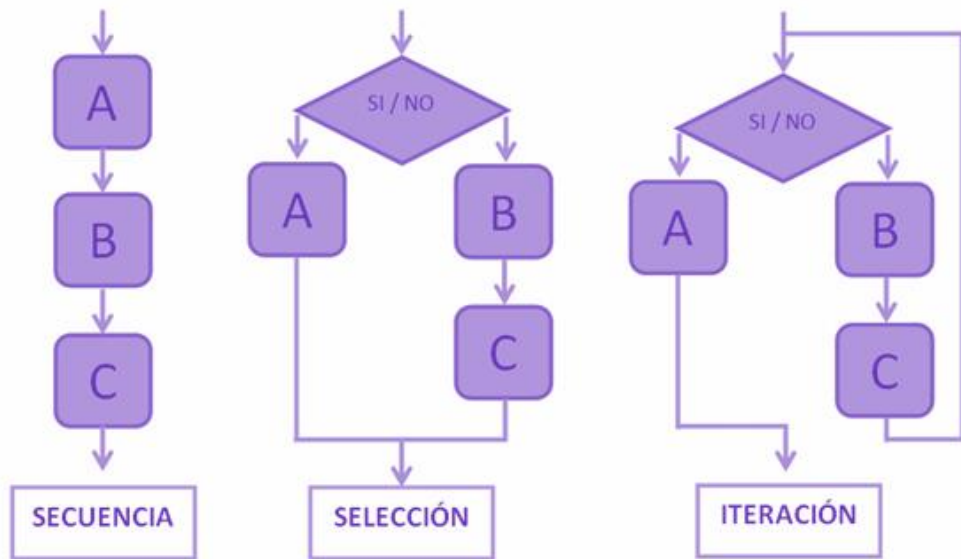 A
B
C
SECUENCIA
SI / NO
A
B
C
SELECCIÓN
SI / NO
A
B
C
ITERACIÓN